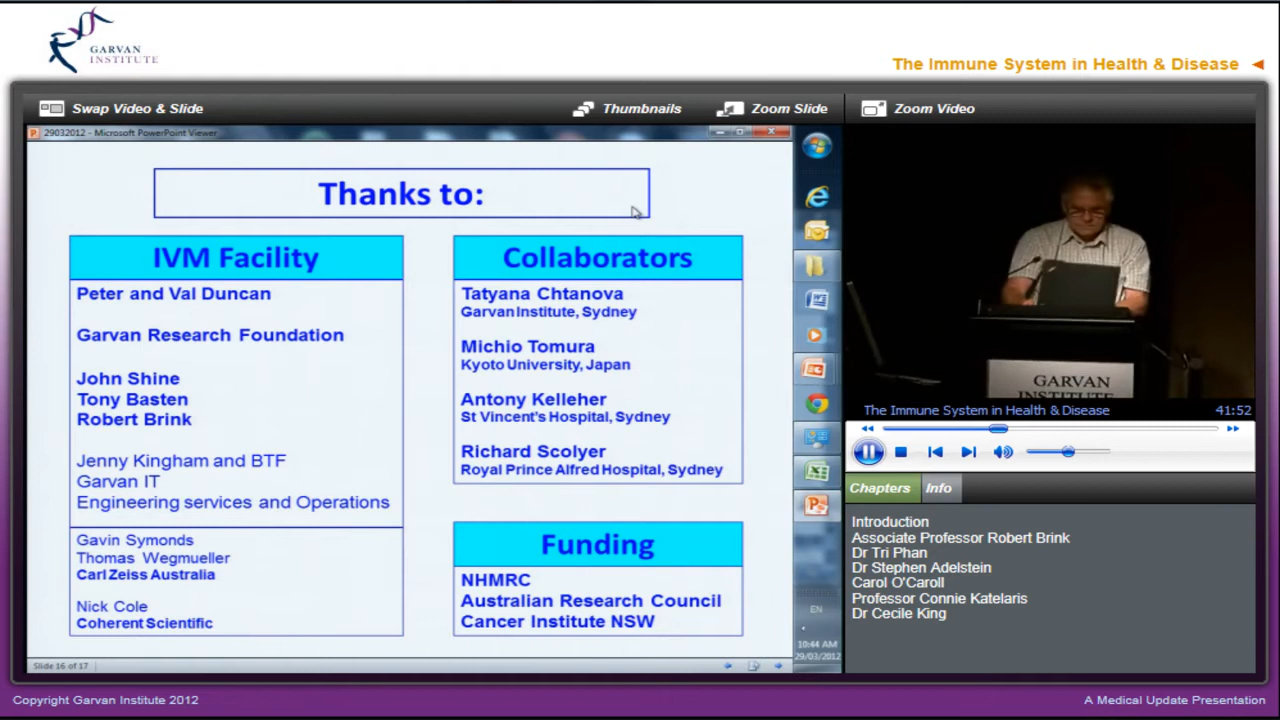 GARVAN
INSTITUTE
The Immune System in Health & Disease
Swap Video & Slide
Thumbnails
Zoom Slide
Zoom Video
29032012 - Microsoft PowerPoint Viewer
Thanks to:
IVM Facility
Peter and Val Duncan
Garvan Research Foundation
John Shine
Tony Basten
Robert Brink
Jenny Kingham and BTF
Garvan IT
Engineering services and Operations
Gavin Symonds
Thomas Wegmueller
Carl Zeiss Australia
Nick Cole
Coherent Scientific
Collaborators
Tatyana Chtanova
Garvan Institute, Sydney
Michio Tomura
Kyoto University, Japan
Antony Kelleher
St Vincent's Hospital, Sydney
Richard Scolyer
Royal Prince Alfred Hospital, Sydney
Funding
NHMRC
Australian Research Council
Cancer Institute NSW
Slide 16 of 17
EN
10:44 AM
29/03/2012
GARVAN
INSTITUTE
The Immune System in Health & Disease
41:52
Chapters
Info
Introduction
Associate Professor Robert Brink
Dr Tri Phan
Dr Stephen Adelstein
Carol O'Caroll
Professor Connie Katelaris
Dr Cecile King
Copyright Garvan Institute 2012
A Medical Update Presentation